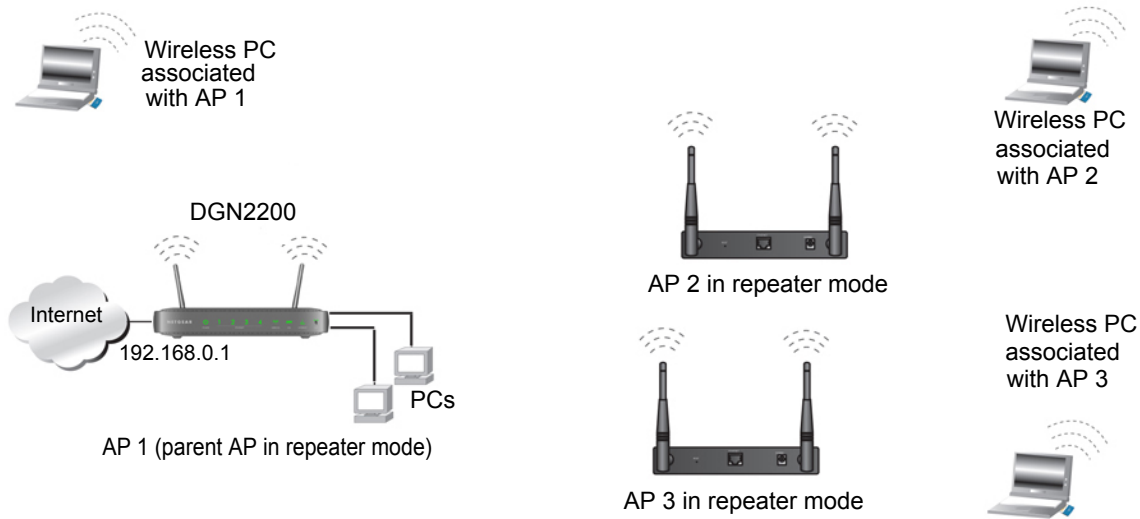 Wireless PC
associated
with AP 1
Wireless PC
associated
with AP 2
DGN2200
Internet
192.168.0.1
PCs
AP 1 (parent AP in repeater mode)
AP 2 in repeater mode
Wireless PC
associated
with AP 3
AP 3 in repeater mode
NETGEAR